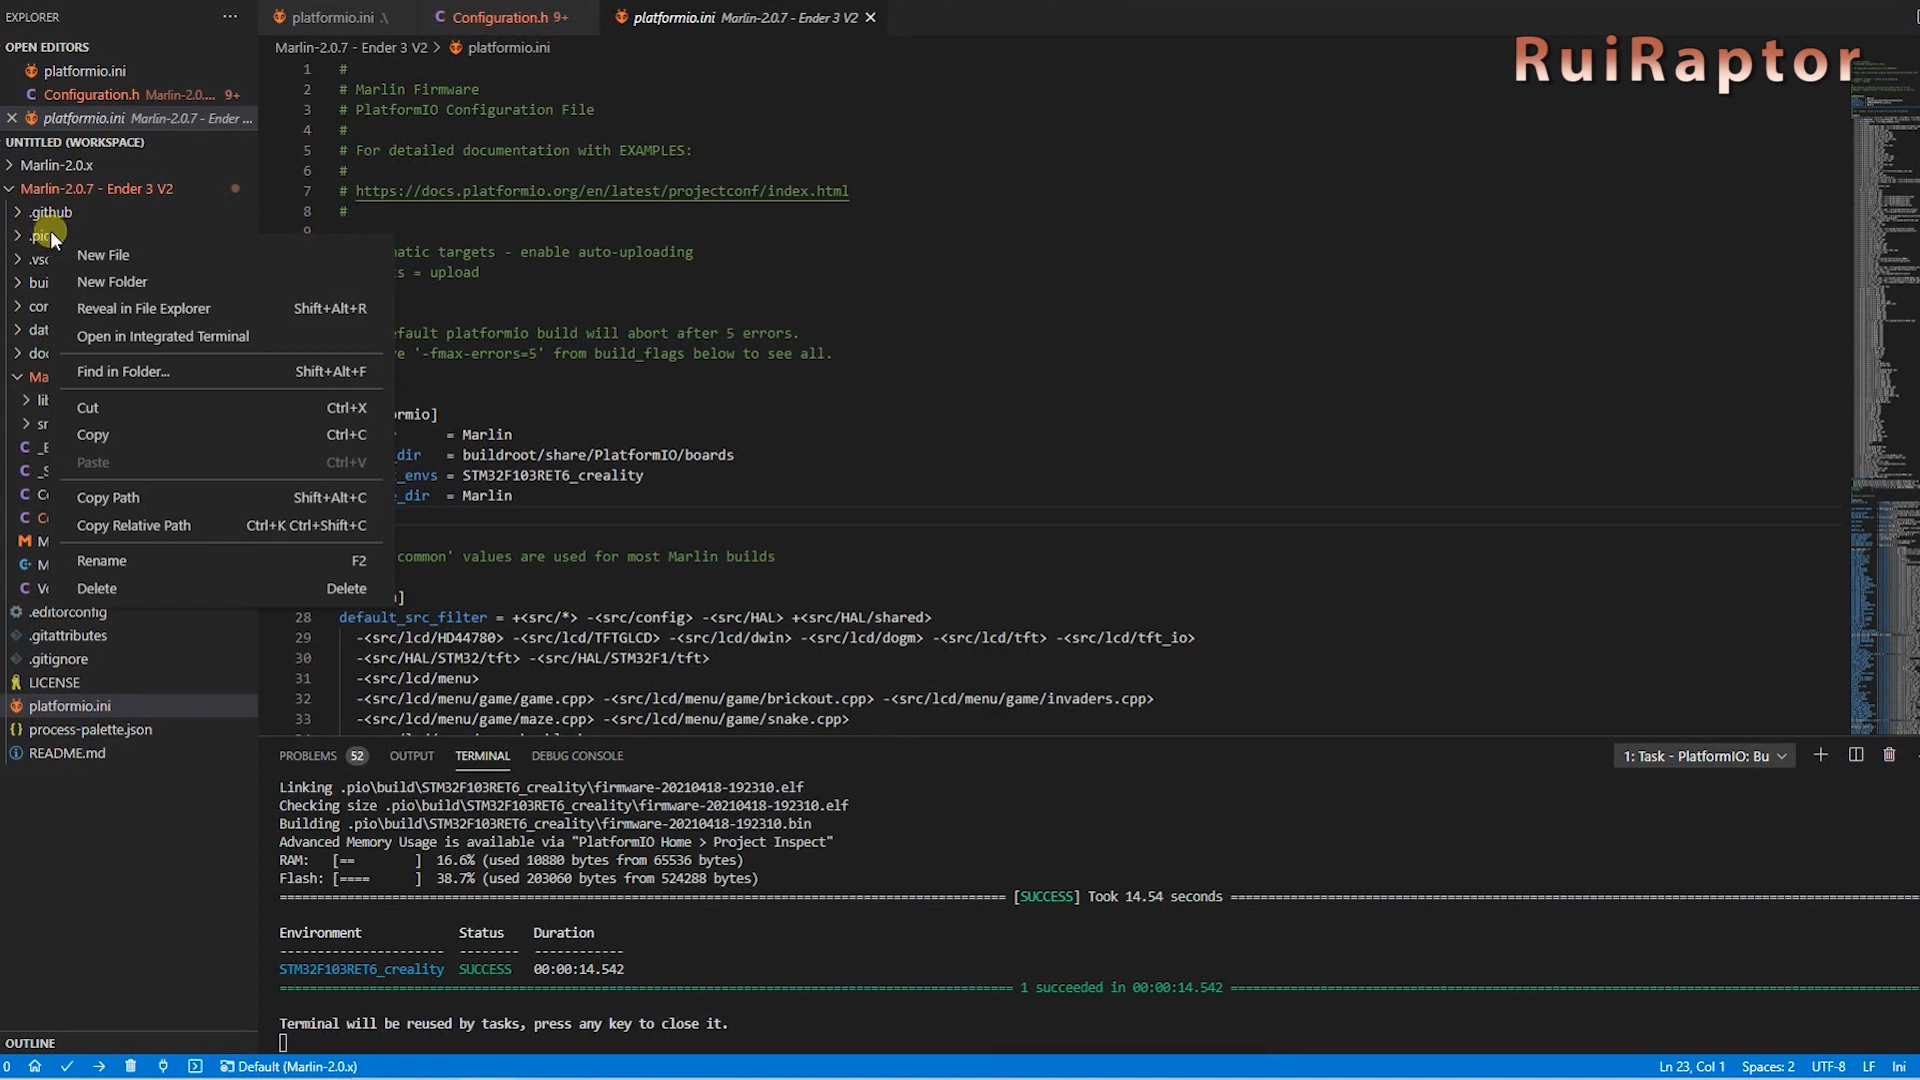 EXPLORER
OPEN EDITORS
platformio.ini
Configuration.h Marlin-2.0.... 9+
platformio.ini Marlin-2.0.7 - Ender ...
UNTITLED (WORKSPACE)
Marlin-2.0.x
Marlin-2.0.7 - Ender 3 V2
.github
.pio
.vsc
bui
con
dat
doc
Ma
lib
sr
New File
New Folder
Reveal in File Explorer Shift+Alt+R
Open in Integrated Terminal
Find in Folder... Shift+Alt+F
Cut Ctrl+X
Copy Ctrl+C
Paste Ctrl+V
Copy Path Shift+Alt+C
Copy Relative Path Ctrl+K Ctrl+Shift+C
Rename F2
Delete Delete
.editorconfig
.gitattributes
.gitignore
LICENSE
platformio.ini
process-palette.json
README.md
OUTLINE
platformio.ini .\
Configuration.h 9+
platformio.ini Marlin-2.0.7 - Ender 3 V2
Marlin-2.0.7 - Ender 3 V2 > platformio.ini
RuiRaptor
1 #
2 # Marlin Firmware
3 # PlatformIO Configuration File
4 #
5 # For detailed documentation with EXAMPLES:
6 #
7 # https://docs.platformio.org/en/latest/projectconf/index.html
8 #
9
atic targets - enable auto-uploading
s = upload
efault platformio build will abort after 5 errors.
ve '-fmax-errors=5' from build_flags below to see all.
rmio]
= Marlin
_dir = buildroot/share/PlatformIO/boards
_envs = STM32F103RET6_creality
_dir = Marlin
common' values are used for most Marlin builds
]
28 default_src_filter = +<src/*> -<src/config> -<src/HAL> +<src/HAL/shared>
29 -<src/lcd/HD44780> -<src/lcd/TFTGLCD> -<src/lcd/dwin> -<src/lcd/dogm> -<src/lcd/tft> -<src/lcd/tft_io>
30 -<src/HAL/STM32/tft> -<src/HAL/STM32F1/tft>
31 -<src/lcd/menu>
32 -<src/lcd/menu/game/game.cpp> -<src/lcd/menu/game/brickout.cpp> -<src/lcd/menu/game/invaders.cpp>
33 -<src/lcd/menu/game/maze.cpp> -<src/lcd/menu/game/snake.cpp>
PROBLEMS 52 OUTPUT TERMINAL DEBUG CONSOLE
1: Task - PlatformIO: Bu
Linking .pio\build\STM32F103RET6_creality\firmware-20210418-192310.elf
Checking size .pio\build\STM32F103RET6_creality\firmware-20210418-192310.elf
Building .pio\build\STM32F103RET6_creality\firmware-20210418-192310.bin
Advanced Memory Usage is available via "PlatformIO Home > Project Inspect"
RAM: [== ] 16.6% (used 10880 bytes from 65536 bytes)
Flash: [==== ] 38.7% (used 203060 bytes from 524288 bytes)
[SUCCESS] Took 14.54 seconds
Environment Status Duration
STM32F103RET6_creality SUCCESS 00:00:14.542
1 succeeded in 00:00:14.542
Terminal will be reused by tasks, press any key to close it.
0 Default (Marlin-2.0.x)
Ln 23, Col 1 Spaces: 2 UTF-8 LF Ini